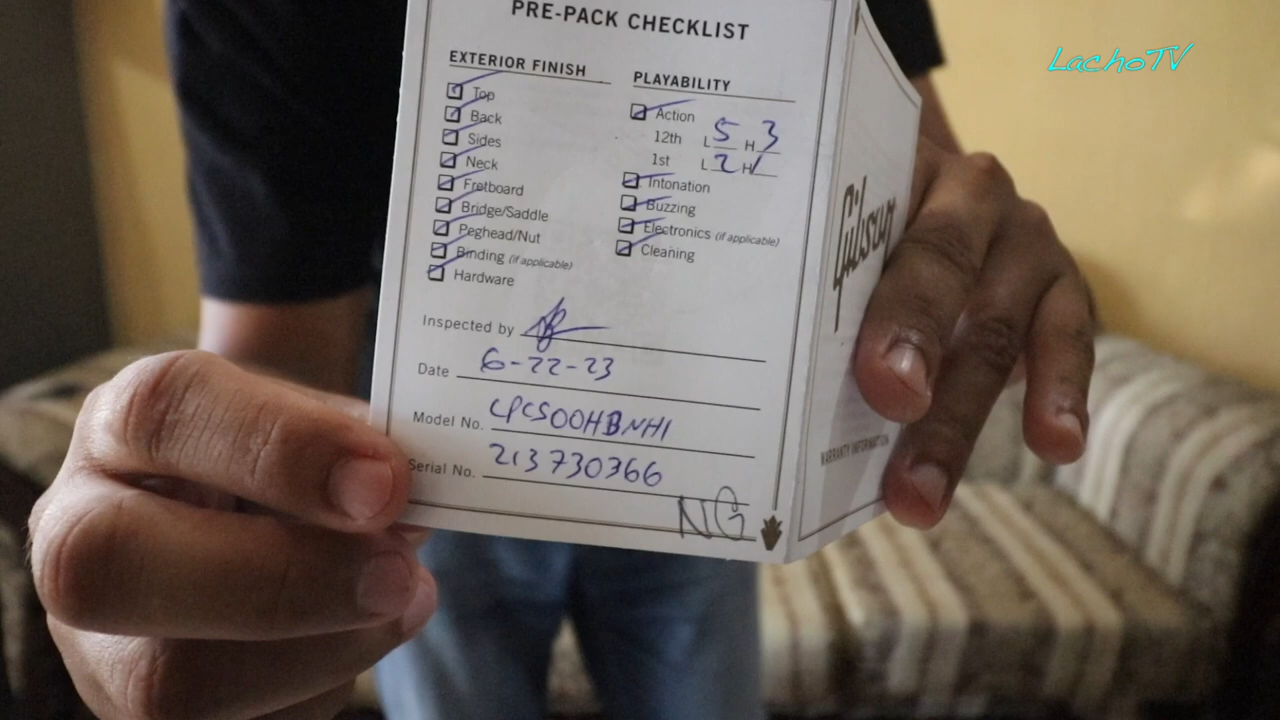 LachoTV
PRE-PACK CHECKLIST
EXTERIOR FINISH
Top
Back
Sides
Neck
Fretboard
Bridge/Saddle
Peghead/Nut
Binding (if applicable)
Hardware
PLAYABILITY
Action
12th L 5 H 3
1st L 2 H 1
Intonation
Buzzing
Electronics (if applicable)
Cleaning
Inspected by
Date 6-22-23
Model No. LPCS00HBNH1
Serial No. 213730366
NG
Gibson
WARRANTY INFORMATION